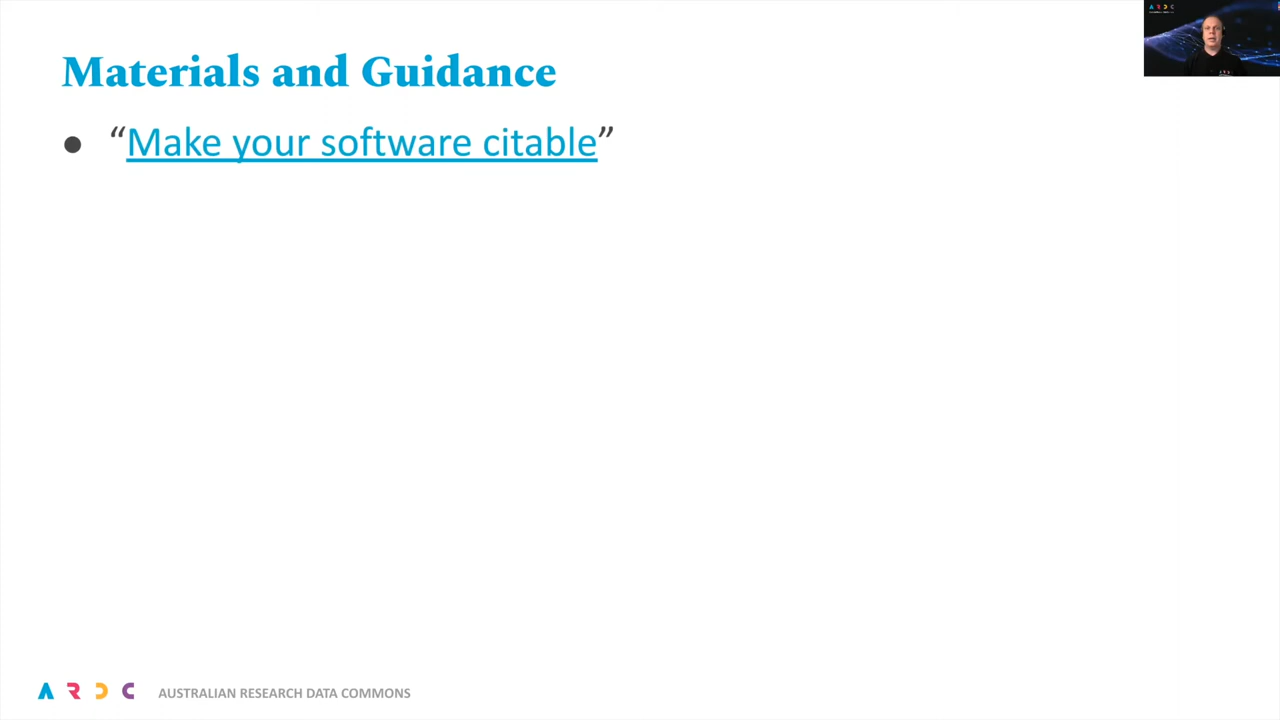 Materials and Guidance
● “Make your software citable”
A R D C
AUSTRALIAN RESEARCH DATA COMMONS
A R D C